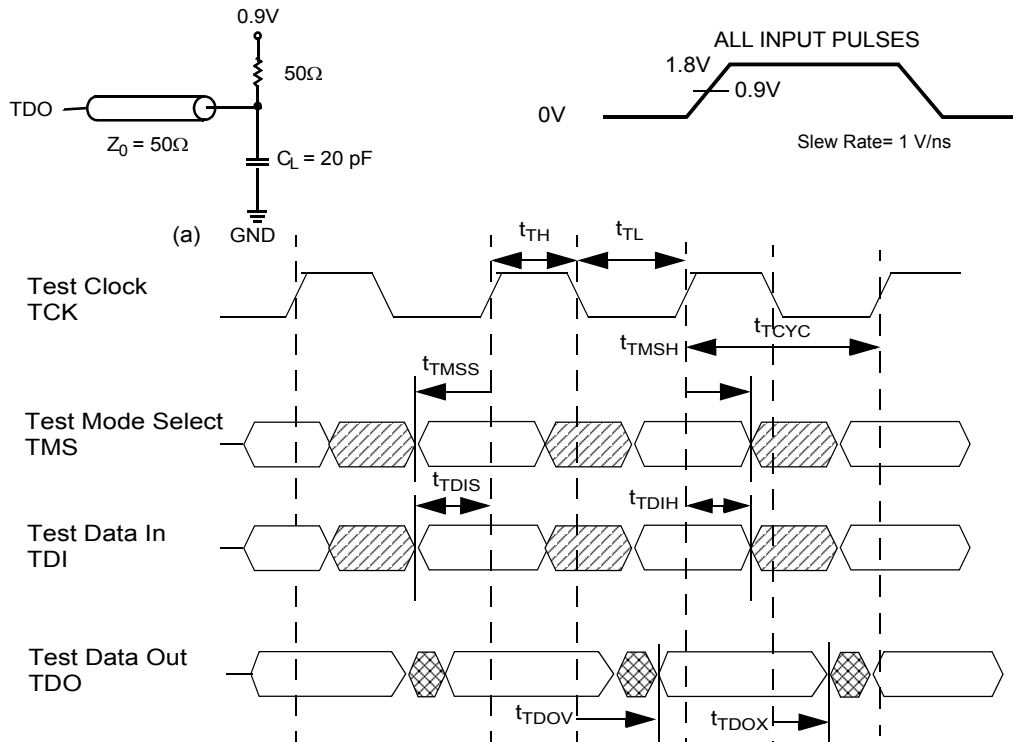 0.9V
50Ω
TDO
Z0 = 50Ω
CL = 20 pF
(a)
GND
ALL INPUT PULSES
1.8V
0.9V
0V
Slew Rate= 1 V/ns
tTH
tTL
Test Clock
TCK
tTMSH
tTCYC
tTMSS
Test Mode Select
TMS
tTDIS
tTDIH
Test Data In
TDI
Test Data Out
TDO
tTDOV
tTDOX